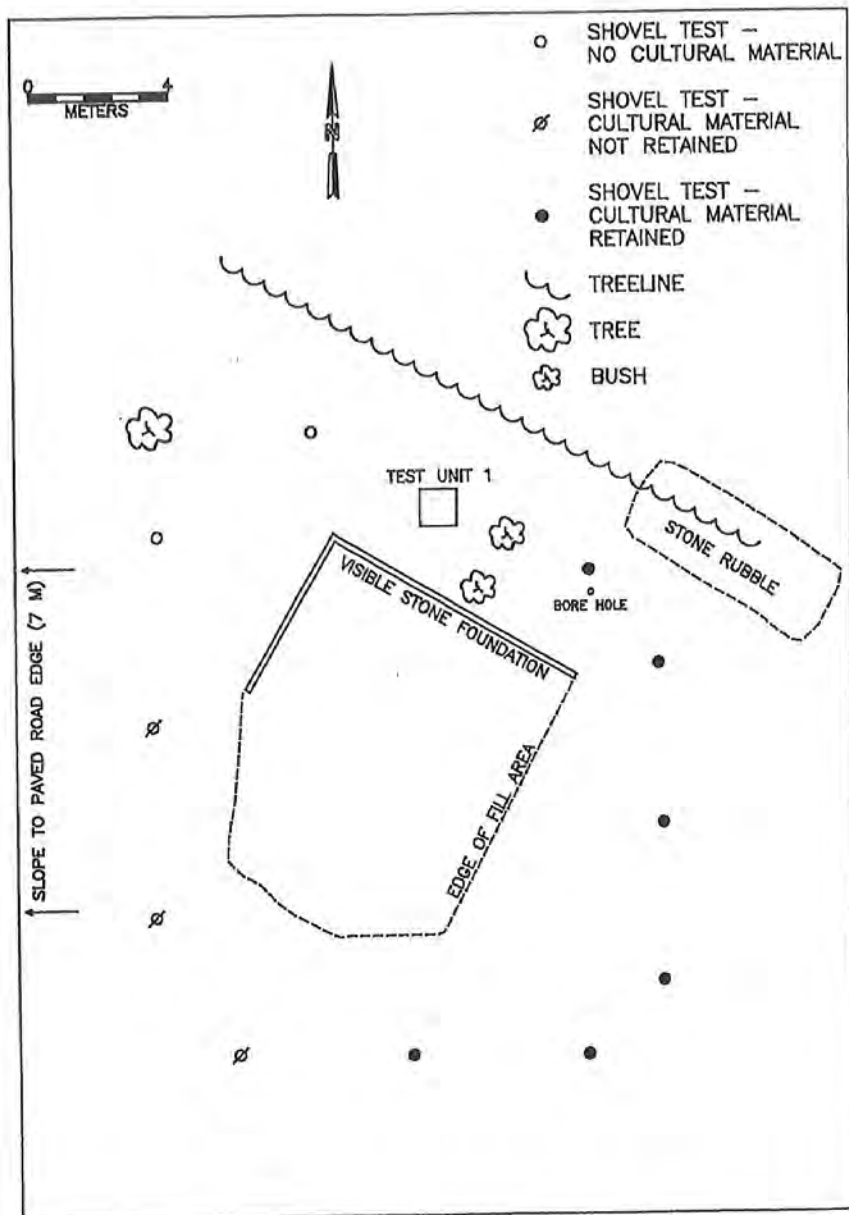 0 4
METERS
N
SHOVEL TEST –
NO CULTURAL MATERIAL
SHOVEL TEST –
CULTURAL MATERIAL
NOT RETAINED
SHOVEL TEST –
CULTURAL MATERIAL
RETAINED
TREELINE
TREE
BUSH
TEST UNIT 1
STONE RUBBLE
VISIBLE STONE FOUNDATION
BORE HOLE
SLOPE TO PAVED ROAD EDGE (7 M)
EDGE OF FILL AREA